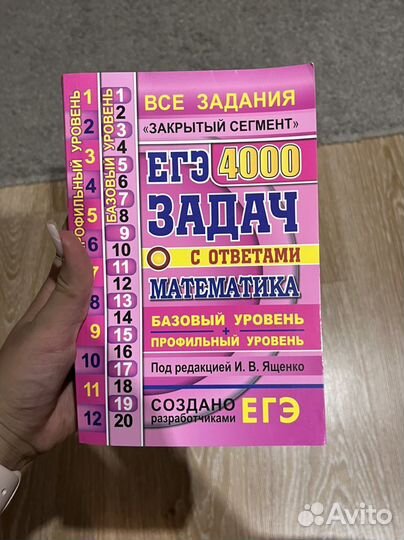 ПРОФИЛЬНЫЙ УРОВЕНЬ
1
2
3
4
5
6
7
8
9
10
11
12
БАЗОВЫЙ УРОВЕНЬ
1
2
3
4
5
6
7
8
9
10
11
12
13
14
15
16
17
18
19
20
ВСЕ ЗАДАНИЯ
«ЗАКРЫТЫЙ СЕГМЕНТ»
ЕГЭ 4000
ЗАДАЧ
С ОТВЕТАМИ
МАТЕМАТИКА
БАЗОВЫЙ УРОВЕНЬ
+
ПРОФИЛЬНЫЙ УРОВЕНЬ
Под редакцией И. В. Ященко
СОЗДАНО
разработчиками ЕГЭ
Avito